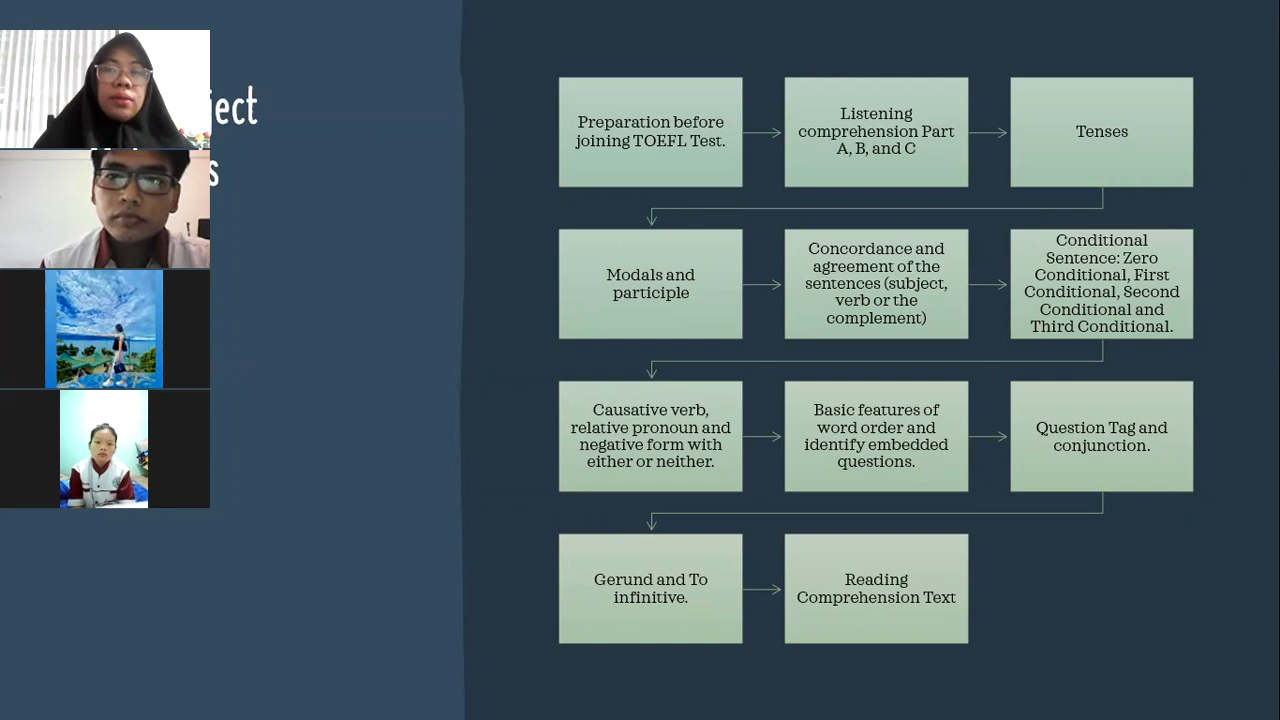 ject
s
Preparation before
joining TOEFL Test.
Listening
comprehension Part
A, B, and C
Tenses
Modals and
participle
Concordance and
agreement of the
sentences (subject,
verb or the
complement)
Conditional
Sentence: Zero
Conditional, First
Conditional, Second
Conditional and
Third Conditional.
Causative verb,
relative pronoun and
negative form with
either or neither.
Basic features of
word order and
identify embedded
questions.
Question Tag and
conjunction.
Gerund and To
infinitive.
Reading
Comprehension Text